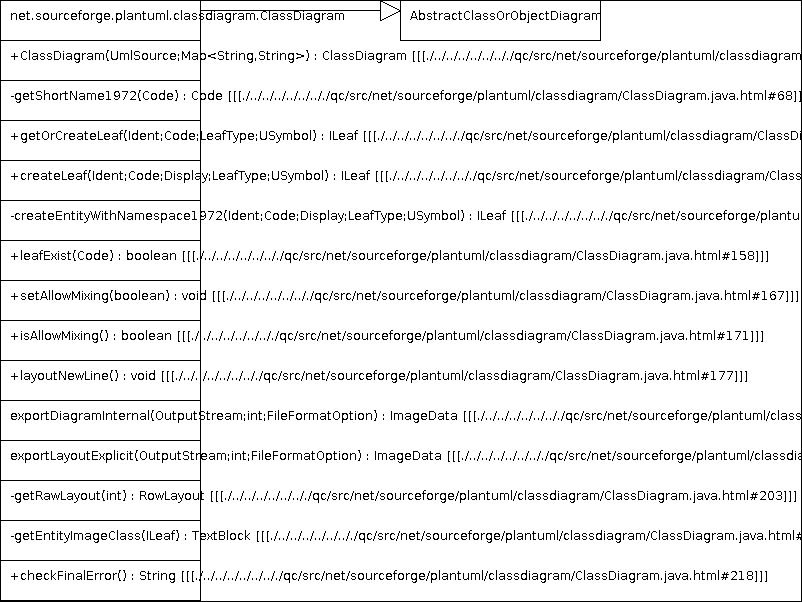 net.sourceforge.plantuml.classdiagram.ClassDiagram
AbstractClassOrObjectDiagram
+ClassDiagram(UmlSource;Map<String,String>) : ClassDiagram [[[./../../../../../../qc/src/net/sourceforge/plantuml/classdiagram
-getShortName1972(Code) : Code [[[./../../../../../../qc/src/net/sourceforge/plantuml/classdiagram/ClassDiagram.java.html#68]]
+getOrCreateLeaf(Ident;Code;LeafType;USymbol) : ILeaf [[[./../../../../../../qc/src/net/sourceforge/plantuml/classdiagram/ClassDi
+createLeaf(Ident;Code;Display;LeafType;USymbol) : ILeaf [[[./../../../../../../qc/src/net/sourceforge/plantuml/classdiagram/Class
-createEntityWithNamespace1972(Ident;Code;Display;LeafType;USymbol) : ILeaf [[[./../../../../../../qc/src/net/sourceforge/plantu
+leafExist(Code) : boolean [[[./../../../../../../qc/src/net/sourceforge/plantuml/classdiagram/ClassDiagram.java.html#158]]]
+setAllowMixing(boolean) : void [[[./../../../../../../qc/src/net/sourceforge/plantuml/classdiagram/ClassDiagram.java.html#167]]]
+isAllowMixing() : boolean [[[./../../../../../../qc/src/net/sourceforge/plantuml/classdiagram/ClassDiagram.java.html#171]]]
+layoutNewLine() : void [[[./../../../../../../qc/src/net/sourceforge/plantuml/classdiagram/ClassDiagram.java.html#177]]]
exportDiagramInternal(OutputStream;int;FileFormatOption) : ImageData [[[./../../../../../../qc/src/net/sourceforge/plantuml/class
exportLayoutExplicit(OutputStream;int;FileFormatOption) : ImageData [[[./../../../../../../qc/src/net/sourceforge/plantuml/classdia
-getRawLayout(int) : RowLayout [[[./../../../../../../qc/src/net/sourceforge/plantuml/classdiagram/ClassDiagram.java.html#203]]]
-getEntityImageClass(ILeaf) : TextBlock [[[./../../../../../../qc/src/net/sourceforge/plantuml/classdiagram/ClassDiagram.java.html#
+checkFinalError() : String [[[./../../../../../../qc/src/net/sourceforge/plantuml/classdiagram/ClassDiagram.java.html#218]]]